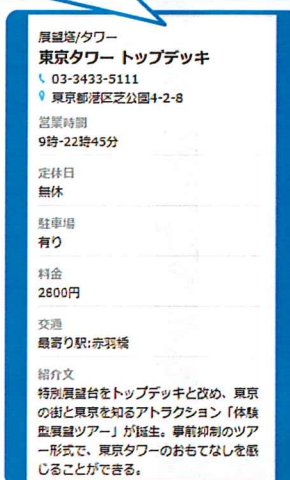 展望塔/タワー
東京タワー トップデッキ
03-3433-5111
東京都港区芝公園4-2-8
営業時間
9時-22時45分
定休日
無休
駐車場
有り
料金
2800円
交通
最寄り駅:赤羽橋
紹介文
特別展望台をトップデッキと改め、東京
の街と東京を知るアトラクション「体験
型展望ツアー」が誕生。事前抑制のツア
ー形式で、東京タワーのおもてなしを感
じることができる。